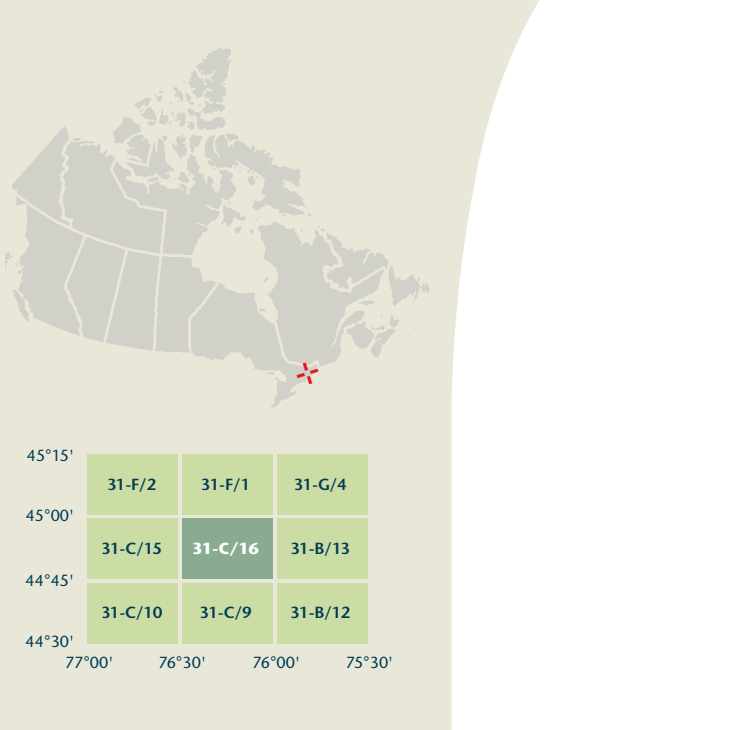 45°15'
31-F/2 31-F/1 31-G/4
45°00'
31-C/15 31-C/16 31-B/13
44°45'
31-C/10 31-C/9 31-B/12
44°30'
77°00' 76°30' 76°00' 75°30'